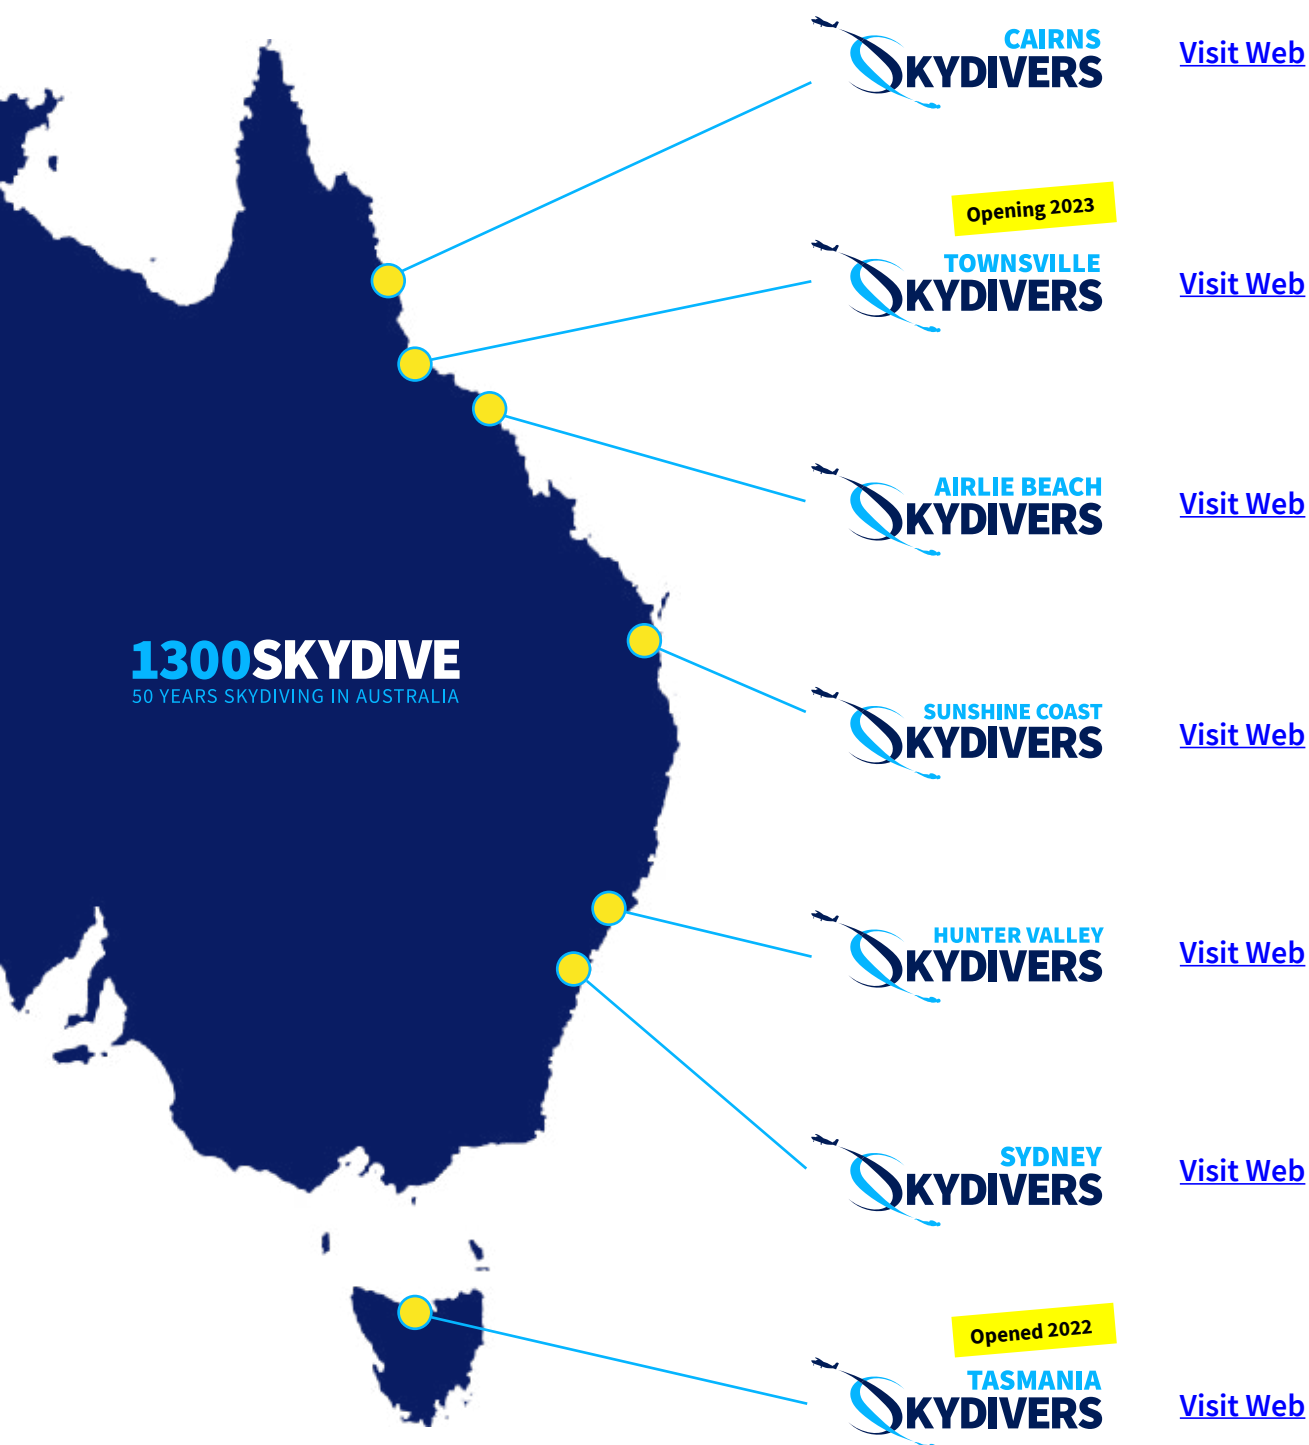 CAIRNS
SKYDIVERS
Visit Web
Opening 2023
TOWNSVILLE
SKYDIVERS
Visit Web
AIRLIE BEACH
SKYDIVERS
Visit Web
1300SKYDIVE
50 YEARS SKYDIVING IN AUSTRALIA
SUNSHINE COAST
SKYDIVERS
Visit Web
HUNTER VALLEY
SKYDIVERS
Visit Web
SYDNEY
SKYDIVERS
Visit Web
Opened 2022
TASMANIA
SKYDIVERS
Visit Web